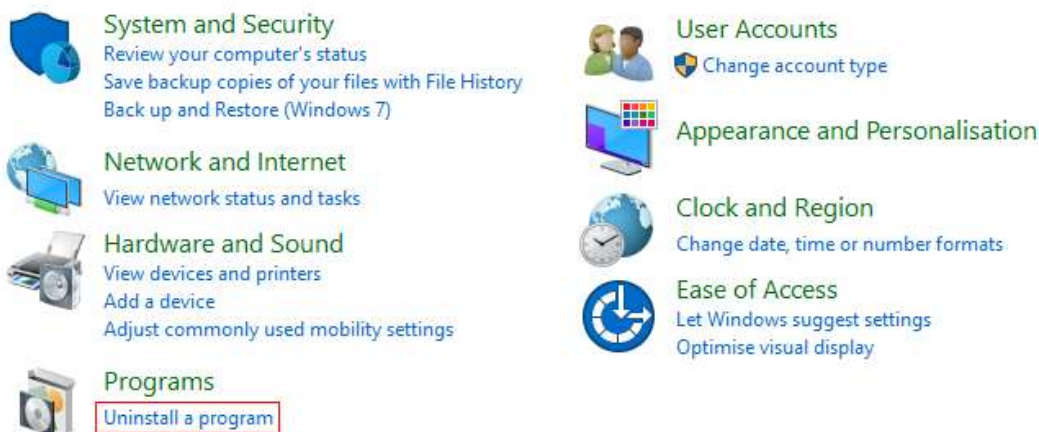 System and Security
Review your computer's status
Save backup copies of your files with File History
Back up and Restore (Windows 7)
Network and Internet
View network status and tasks
Hardware and Sound
View devices and printers
Add a device
Adjust commonly used mobility settings
Programs
Uninstall a program
User Accounts
Change account type
Appearance and Personalisation
Clock and Region
Change date, time or number formats
Ease of Access
Let Windows suggest settings
Optimise visual display